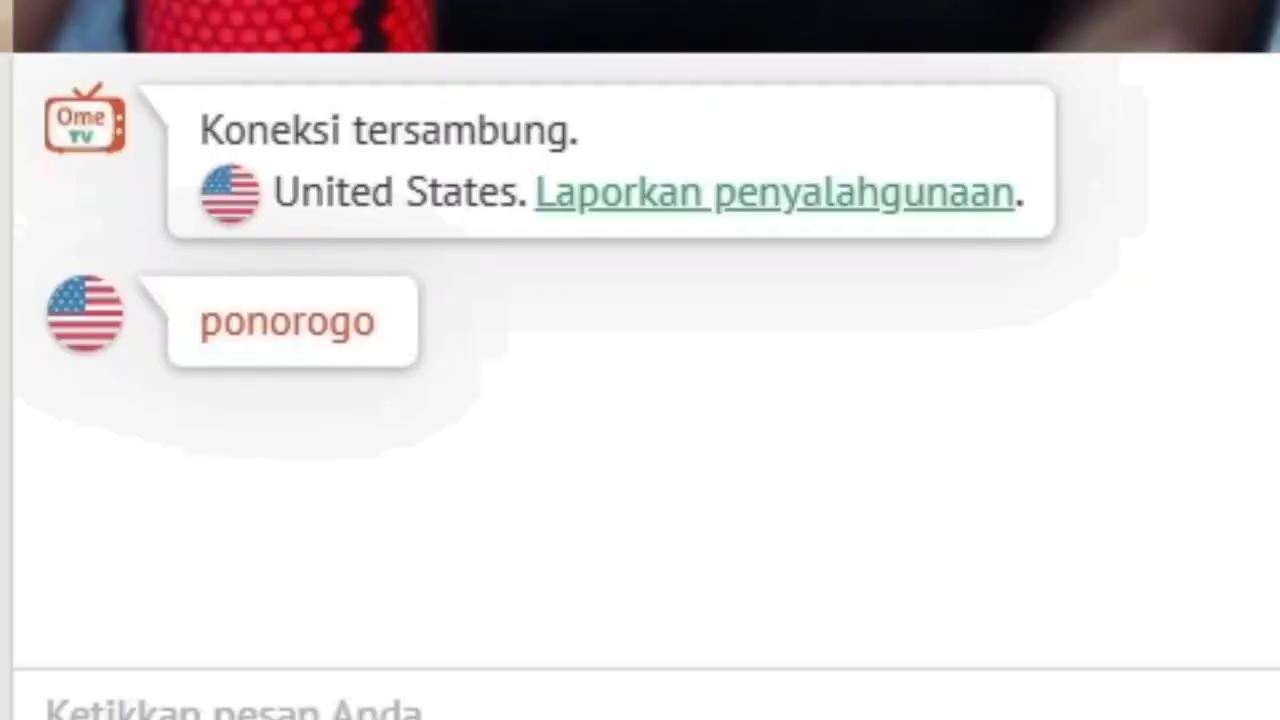 Ome
TV
Koneksi tersambung.
United States. Laporkan penyalahgunaan.
ponorogo
Ketikkan pesan Anda